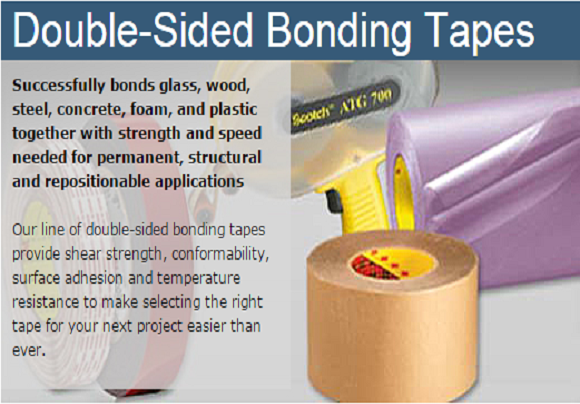 Double-Sided Bonding Tapes
Successfully bonds glass, wood,
steel, concrete, foam, and plastic
together with strength and speed
needed for permanent, structural
and repositionable applications
Our line of double-sided bonding tapes
provide shear strength, conformability,
surface adhesion and temperature
resistance to make selecting the right
tape for your next project easier than
ever.
Scotch ATG 700